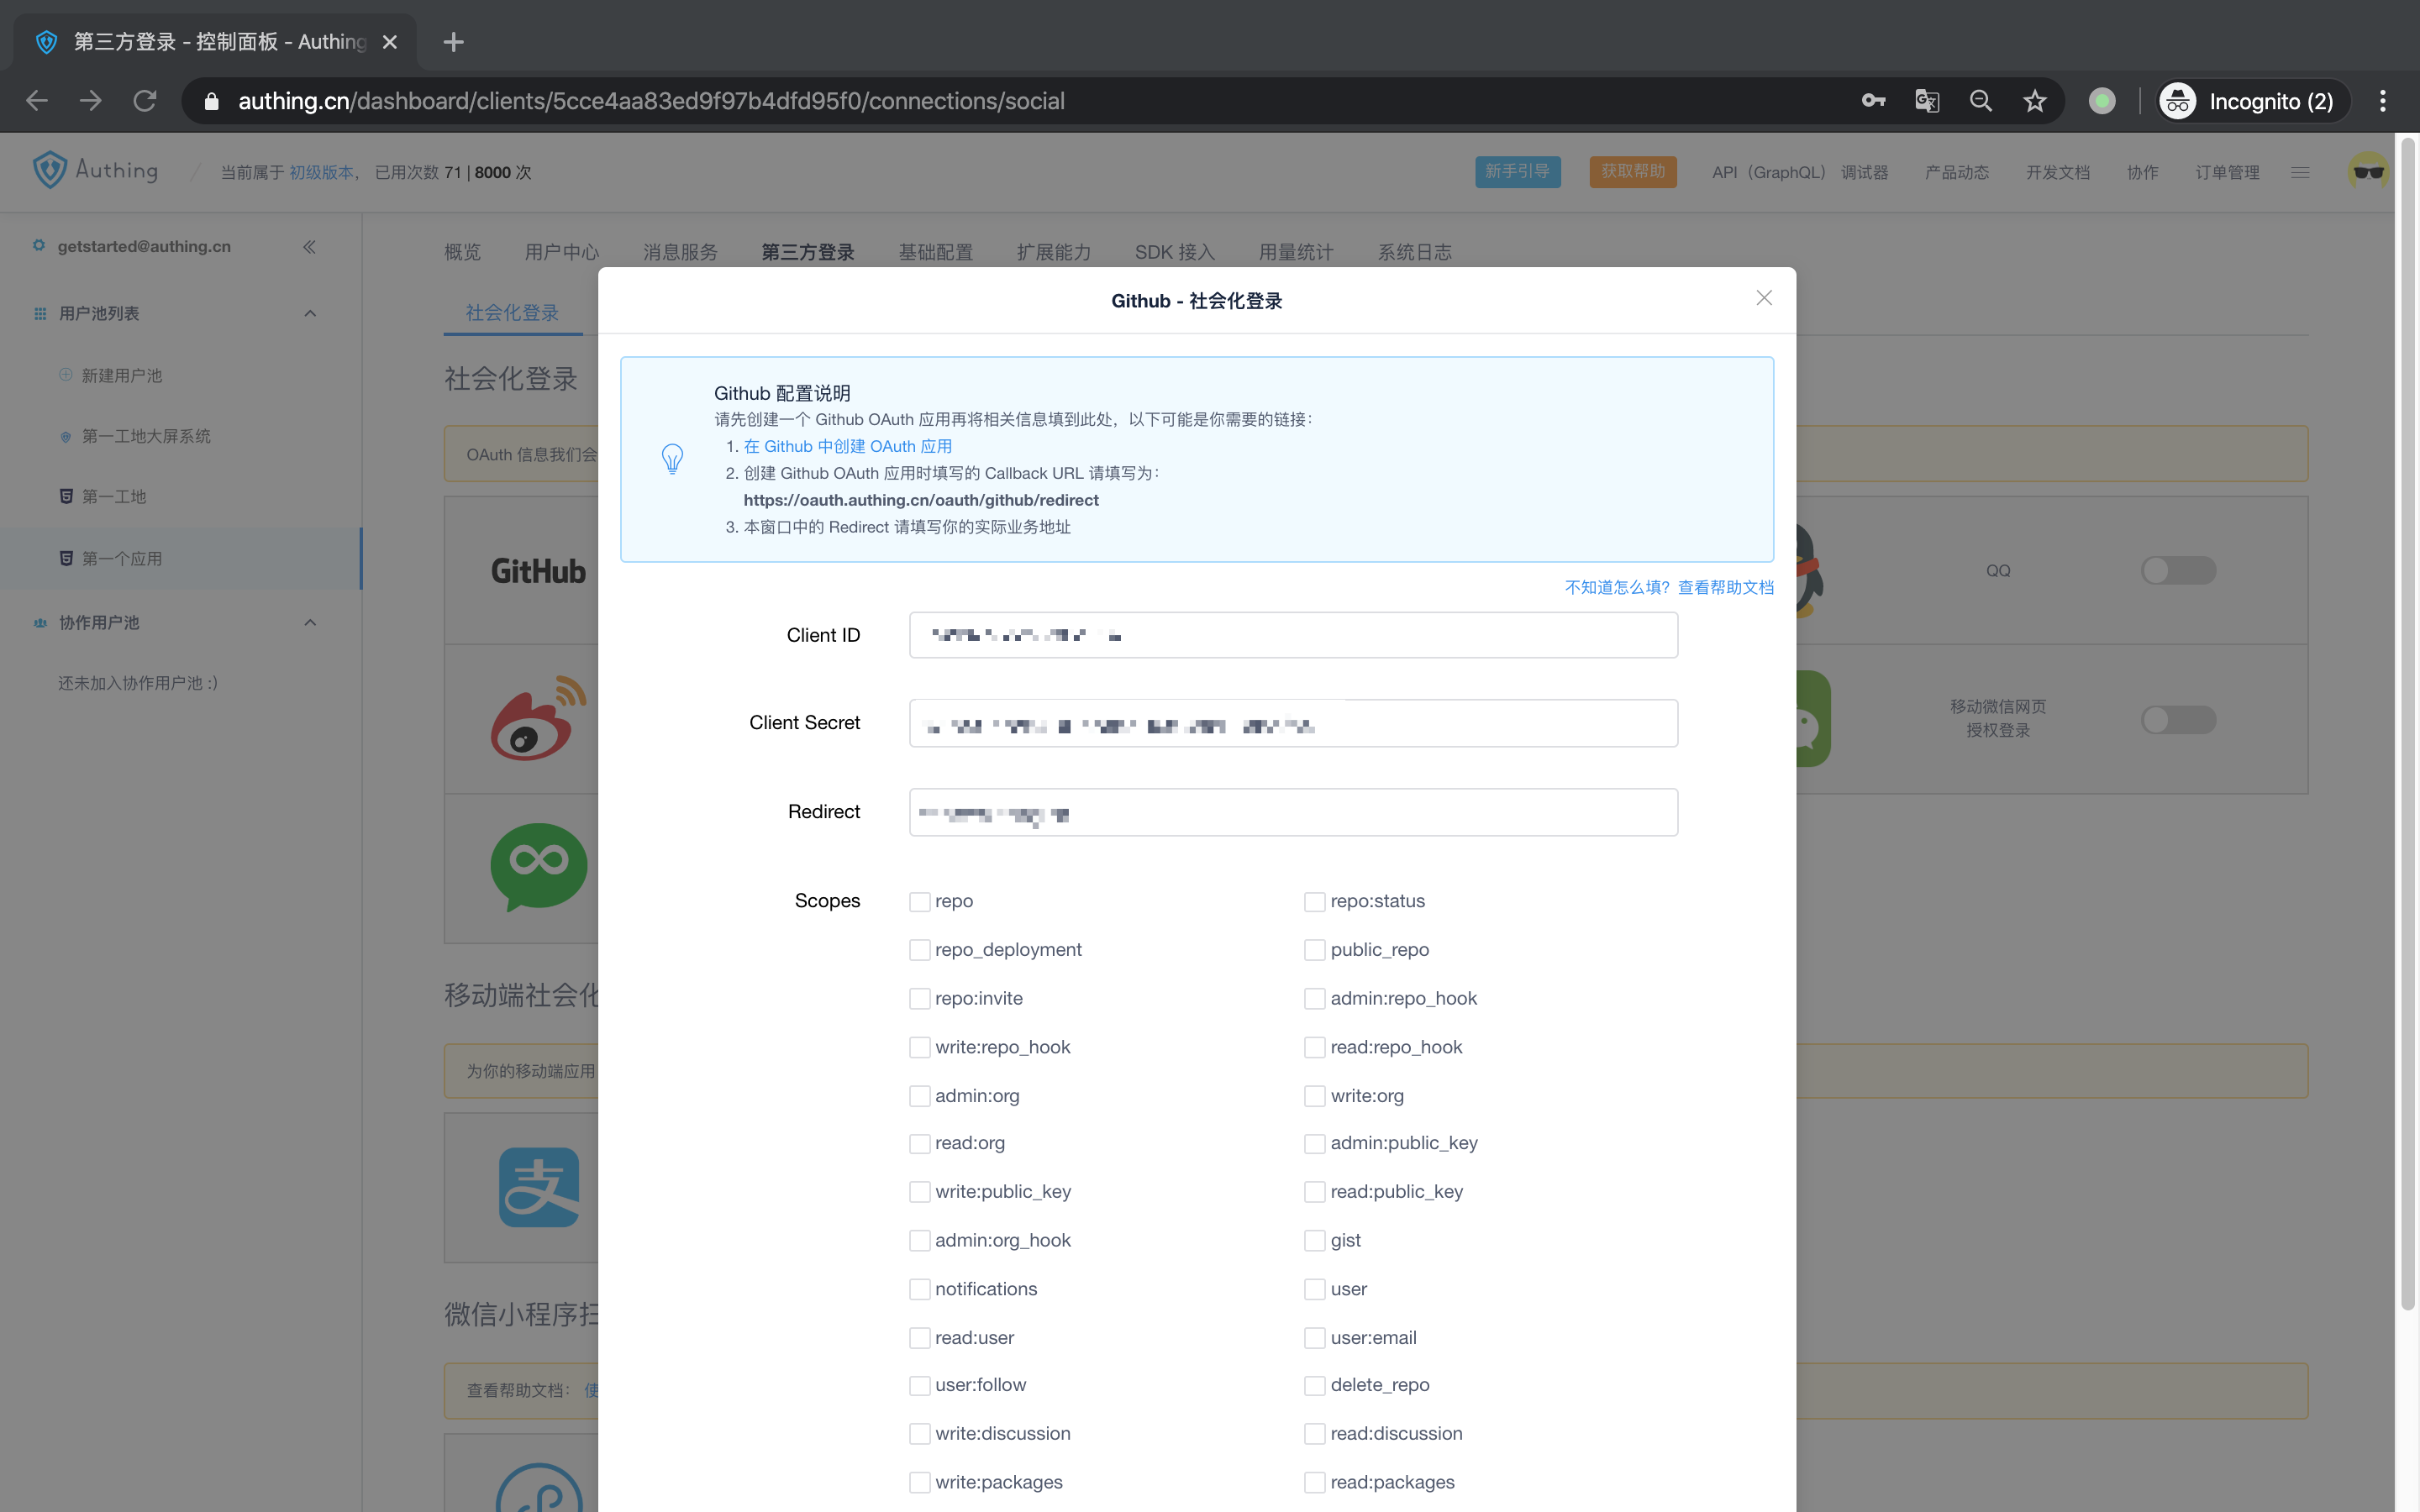 第三方登录 - 控制面板 - Authing
authing.cn/dashboard/clients/5cce4aa83ed9f97b4dfd95f0/connections/social
Incognito (2)
Authing
当前属于 初级版本， 已用次数 71 | 8000 次
新手引导
获取帮助
API（GraphQL） 调试器
产品动态
开发文档
协作
订单管理
getstarted@authing.cn
用户池列表
新建用户池
第一工地大屏系统
第一工地
第一个应用
协作用户池
还未加入协作用户池 :)
概览 用户中心 消息服务 第三方登录 基础配置 扩展能力 SDK 接入 用量统计 系统日志
社会化登录
社会化登录
OAuth 信息我们会
GitHub
QQ
移动微信网页
授权登录
移动端社会化
为你的移动端应用
支
微信小程序扫
查看帮助文档： 使
Github - 社会化登录
Github 配置说明
请先创建一个 Github OAuth 应用再将相关信息填到此处，以下可能是你需要的链接：
1. 在 Github 中创建 OAuth 应用
2. 创建 Github OAuth 应用时填写的 Callback URL 请填写为：
https://oauth.authing.cn/oauth/github/redirect
3. 本窗口中的 Redirect 请填写你的实际业务地址
不知道怎么填？查看帮助文档
Client ID
Client Secret
Redirect
Scopes
repo
repo:status
repo_deployment
public_repo
repo:invite
admin:repo_hook
write:repo_hook
read:repo_hook
admin:org
write:org
read:org
admin:public_key
write:public_key
read:public_key
admin:org_hook
gist
notifications
user
read:user
user:email
user:follow
delete_repo
write:discussion
read:discussion
write:packages
read:packages